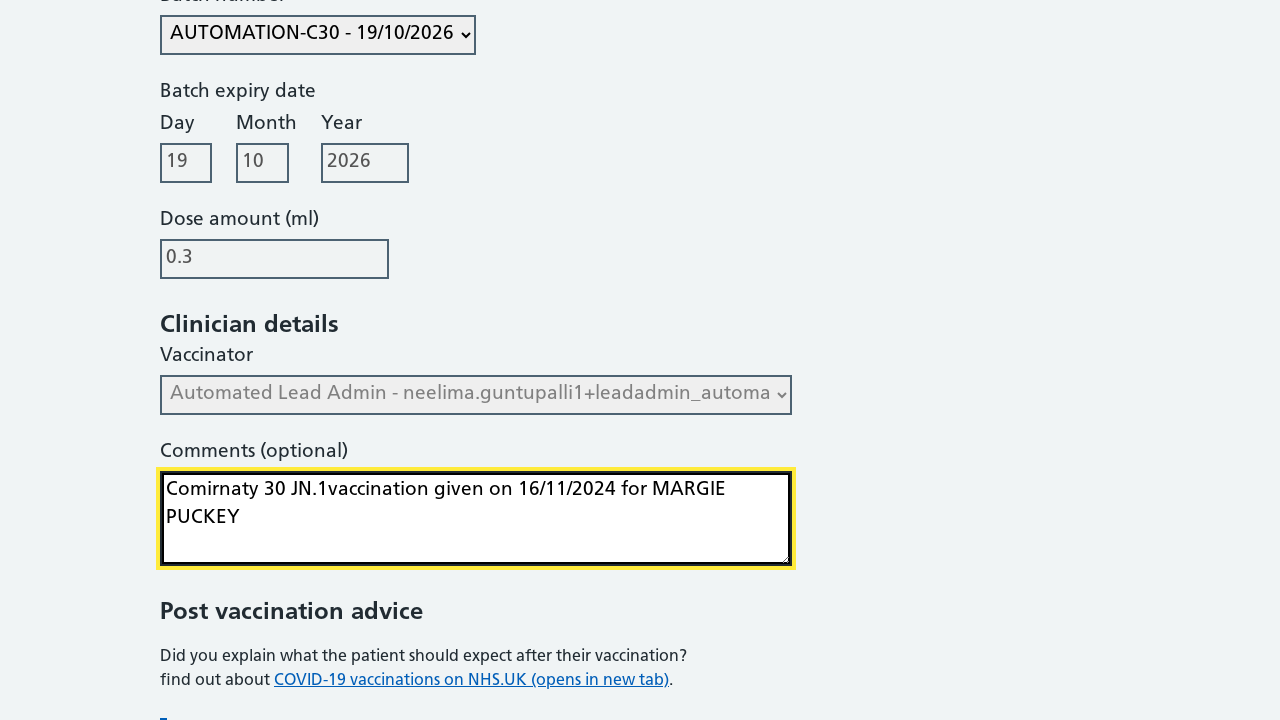 Batch number
AUTOMATION-C30 - 19/10/2026
Batch expiry date
Day Month Year
19 10 2026
Dose amount (ml)
0.3
Clinician details
Vaccinator
Automated Lead Admin - neelima.guntupalli1+leadadmin_automa
Comments (optional)
Comirnaty 30 JN.1vaccination given on 16/11/2024 for MARGIE
PUCKEY
Post vaccination advice
Did you explain what the patient should expect after their vaccination?
find out about COVID-19 vaccinations on NHS.UK (opens in new tab).